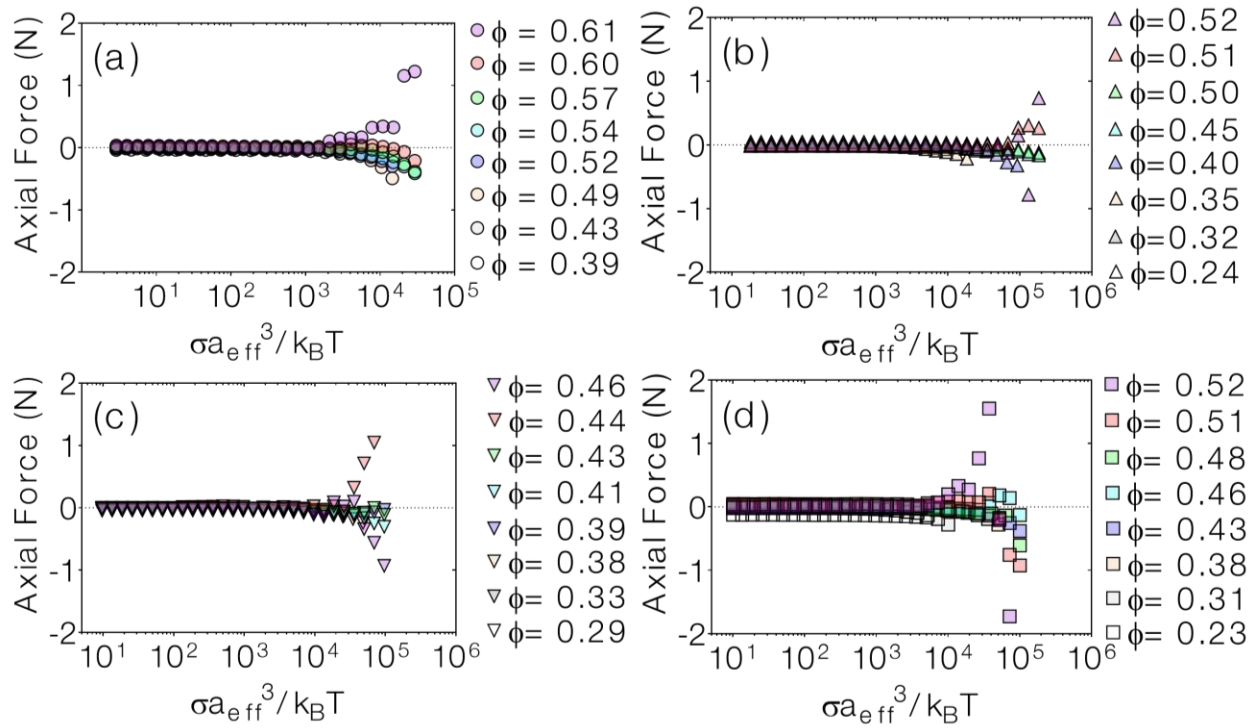 (a)
Axial Force (N)
2
1
0
-1
-2
10¹ 10² 10³ 10⁴ 10⁵
σa_eff³/k_BT
ϕ = 0.61
ϕ = 0.60
ϕ = 0.57
ϕ = 0.54
ϕ = 0.52
ϕ = 0.49
ϕ = 0.43
ϕ = 0.39
(b)
Axial Force (N)
2
1
0
-1
-2
10¹ 10² 10³ 10⁴ 10⁵ 10⁶
σa_eff³/k_BT
ϕ=0.52
ϕ=0.51
ϕ=0.50
ϕ=0.45
ϕ=0.40
ϕ=0.35
ϕ=0.32
ϕ=0.24
(c)
Axial Force (N)
2
1
0
-1
-2
10¹ 10² 10³ 10⁴ 10⁵ 10⁶
σa_eff³/k_BT
ϕ= 0.46
ϕ= 0.44
ϕ= 0.43
ϕ= 0.41
ϕ= 0.39
ϕ= 0.38
ϕ= 0.33
ϕ= 0.29
(d)
Axial Force (N)
2
1
0
-1
-2
10¹ 10² 10³ 10⁴ 10⁵ 10⁶
σa_eff³/k_BT
ϕ= 0.52
ϕ= 0.51
ϕ= 0.48
ϕ= 0.46
ϕ= 0.43
ϕ= 0.38
ϕ= 0.31
ϕ= 0.23